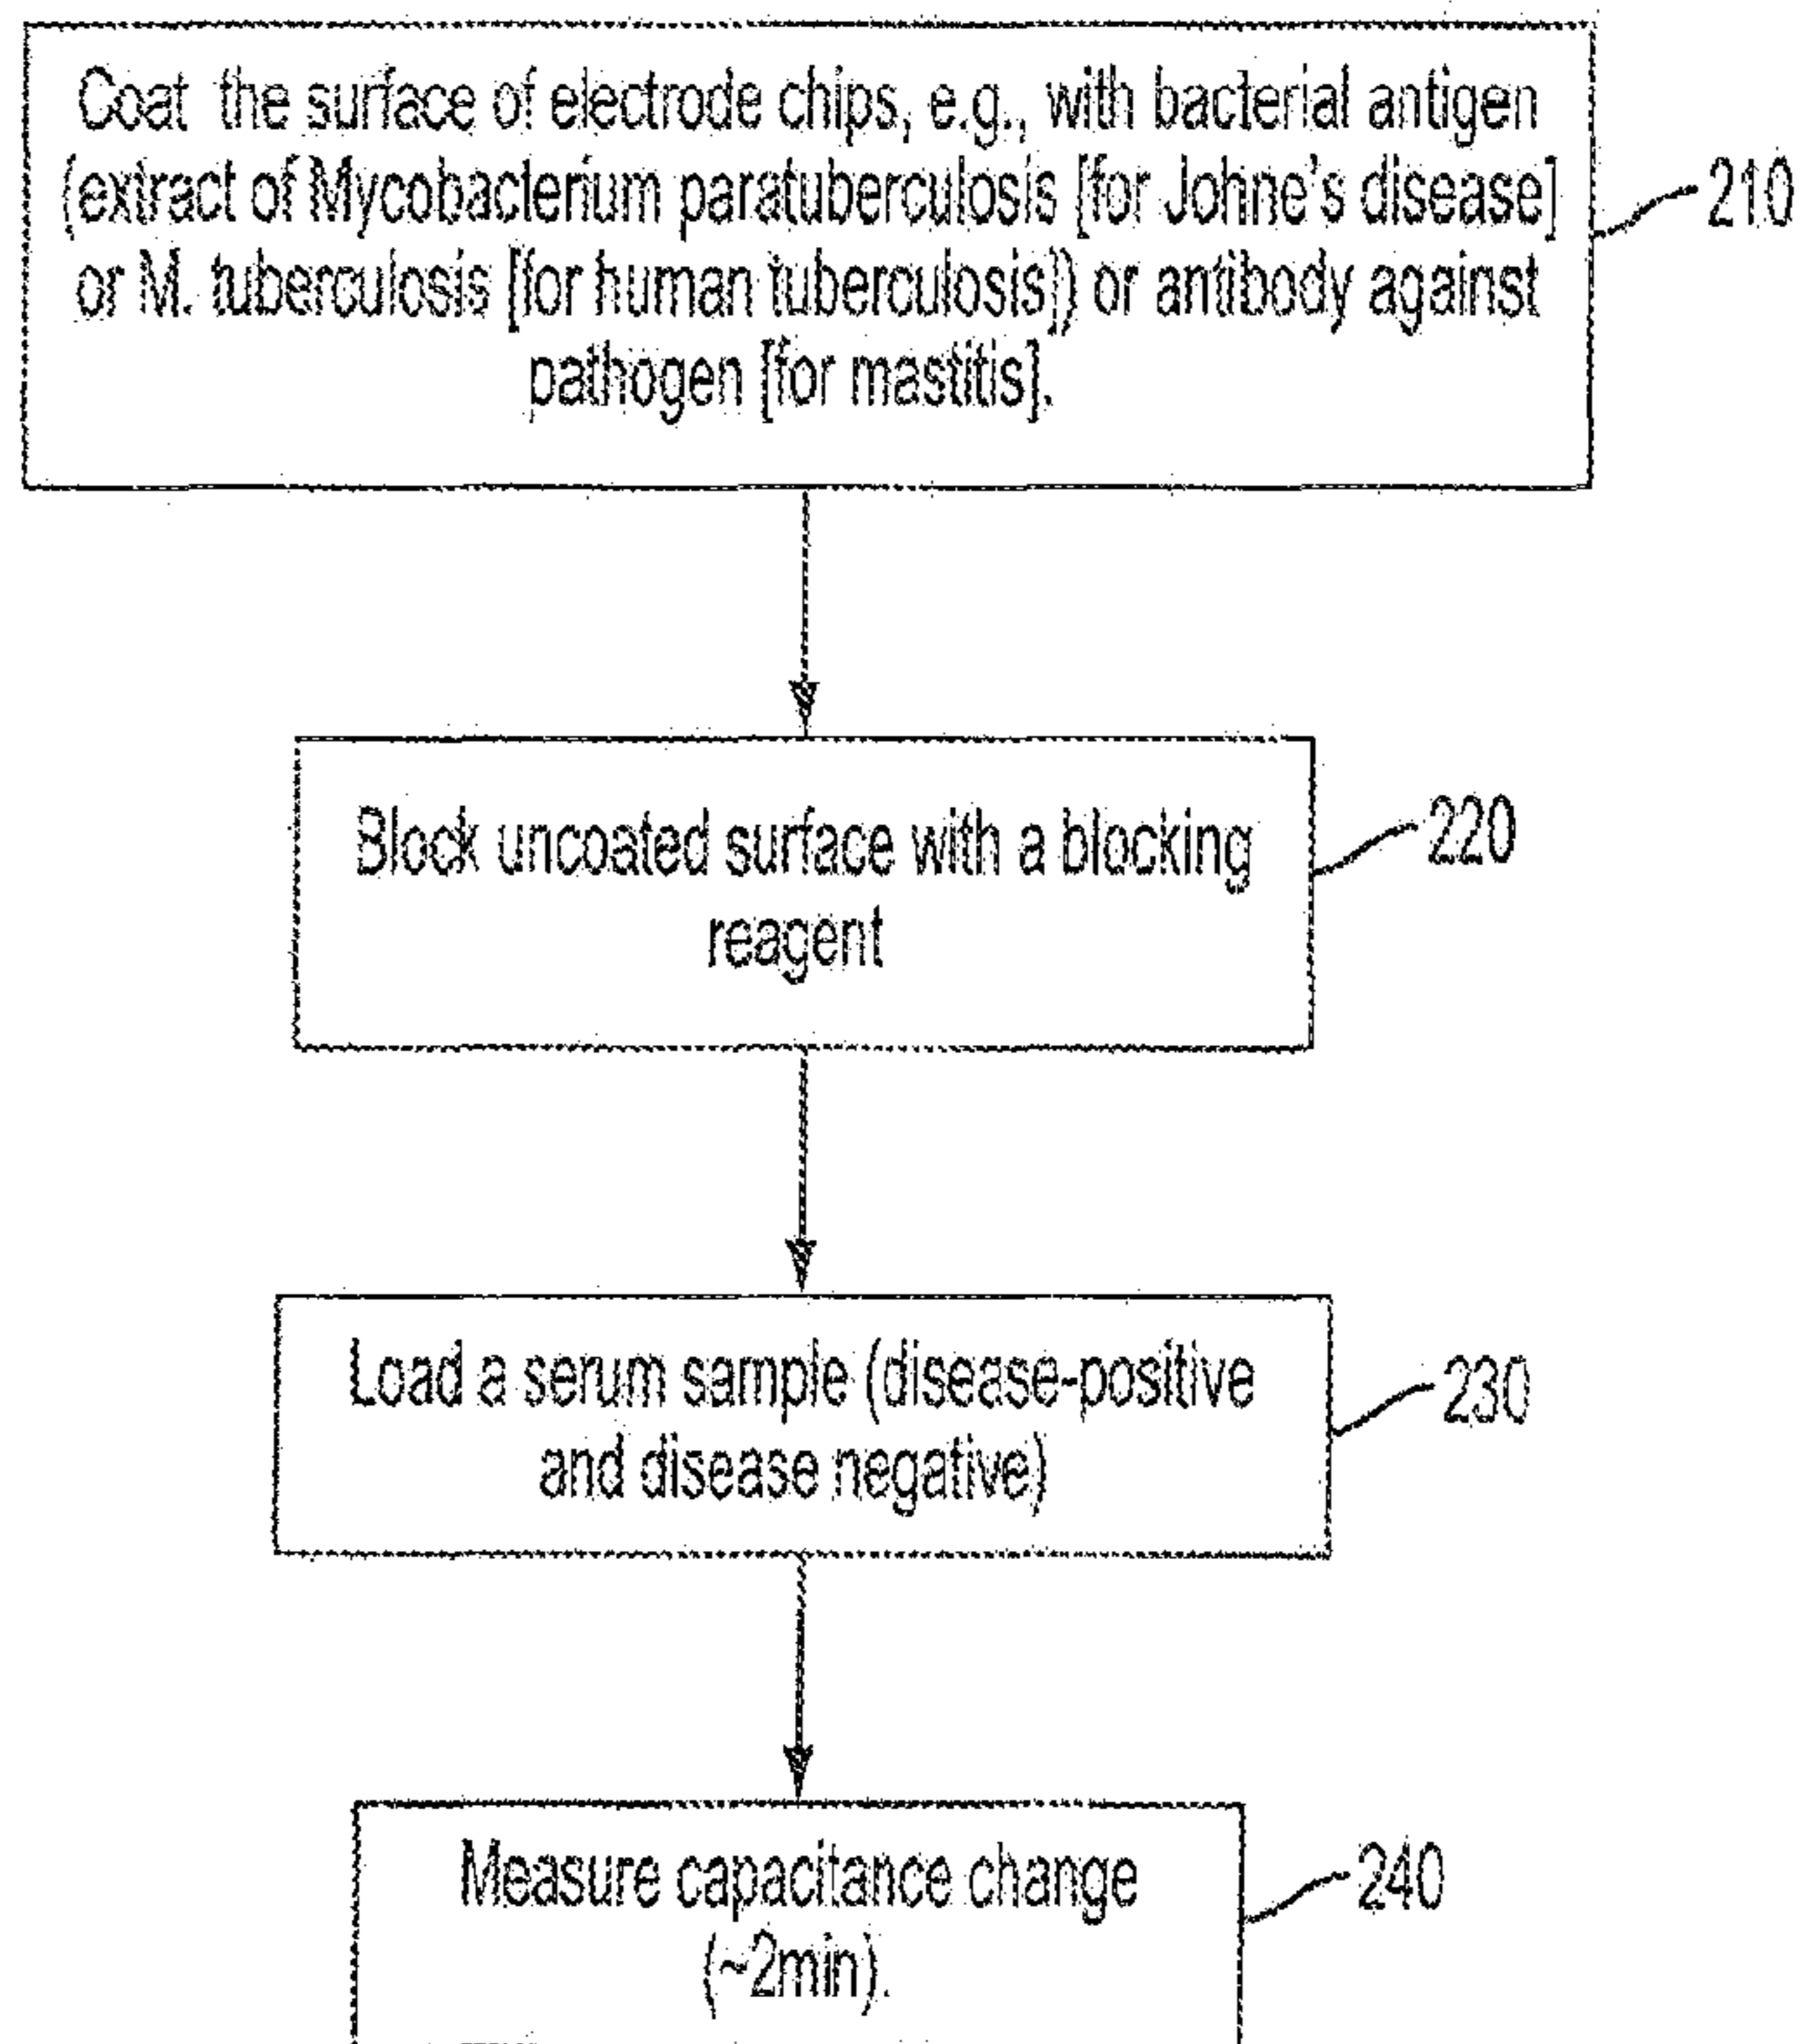 Coat the surface of electrode chips, e.g., with bacterial antigen
(extract of Mycobacterium paratuberculosis [for Johne's disease]
or M. tuberculosis [for human tuberculosis]) or antibody against
pathogen [for mastitis].
210
Block uncoated surface with a blocking
reagent
220
Load a serum sample (disease-positive
and disease negative)
230
Measure capacitance change
(~2min).
240